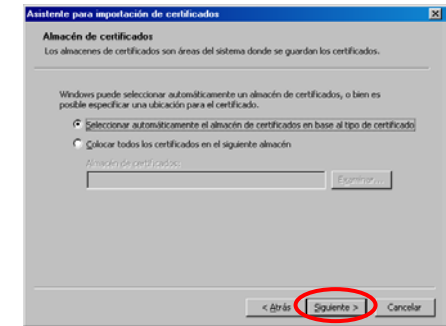 Asistente para importación de certificados
Almacén de certificados
Los almacenes de certificados son áreas del sistema donde se guardan los certificados.
Windows puede seleccionar automáticamente un almacén de certificados, o bien es
posible especificar una ubicación para el certificado.
Seleccionar automáticamente el almacén de certificados en base al tipo de certificado
Colocar todos los certificados en el siguiente almacén
Almacén de certificados:
Examinar...
< Atrás Siguiente > Cancelar